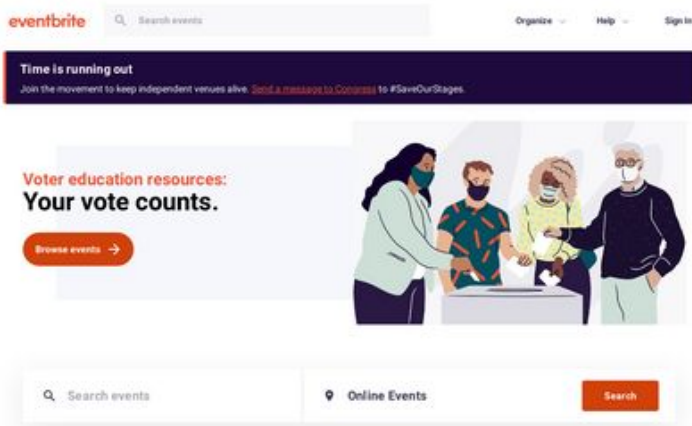 eventbrite Search events Organize Help Sign In
Time is running out
Join the movement to keep independent venues alive. Send a message to Congress to #SaveOurStages.
Voter education resources:
Your vote counts.
Browse events →
Search events Online Events Search